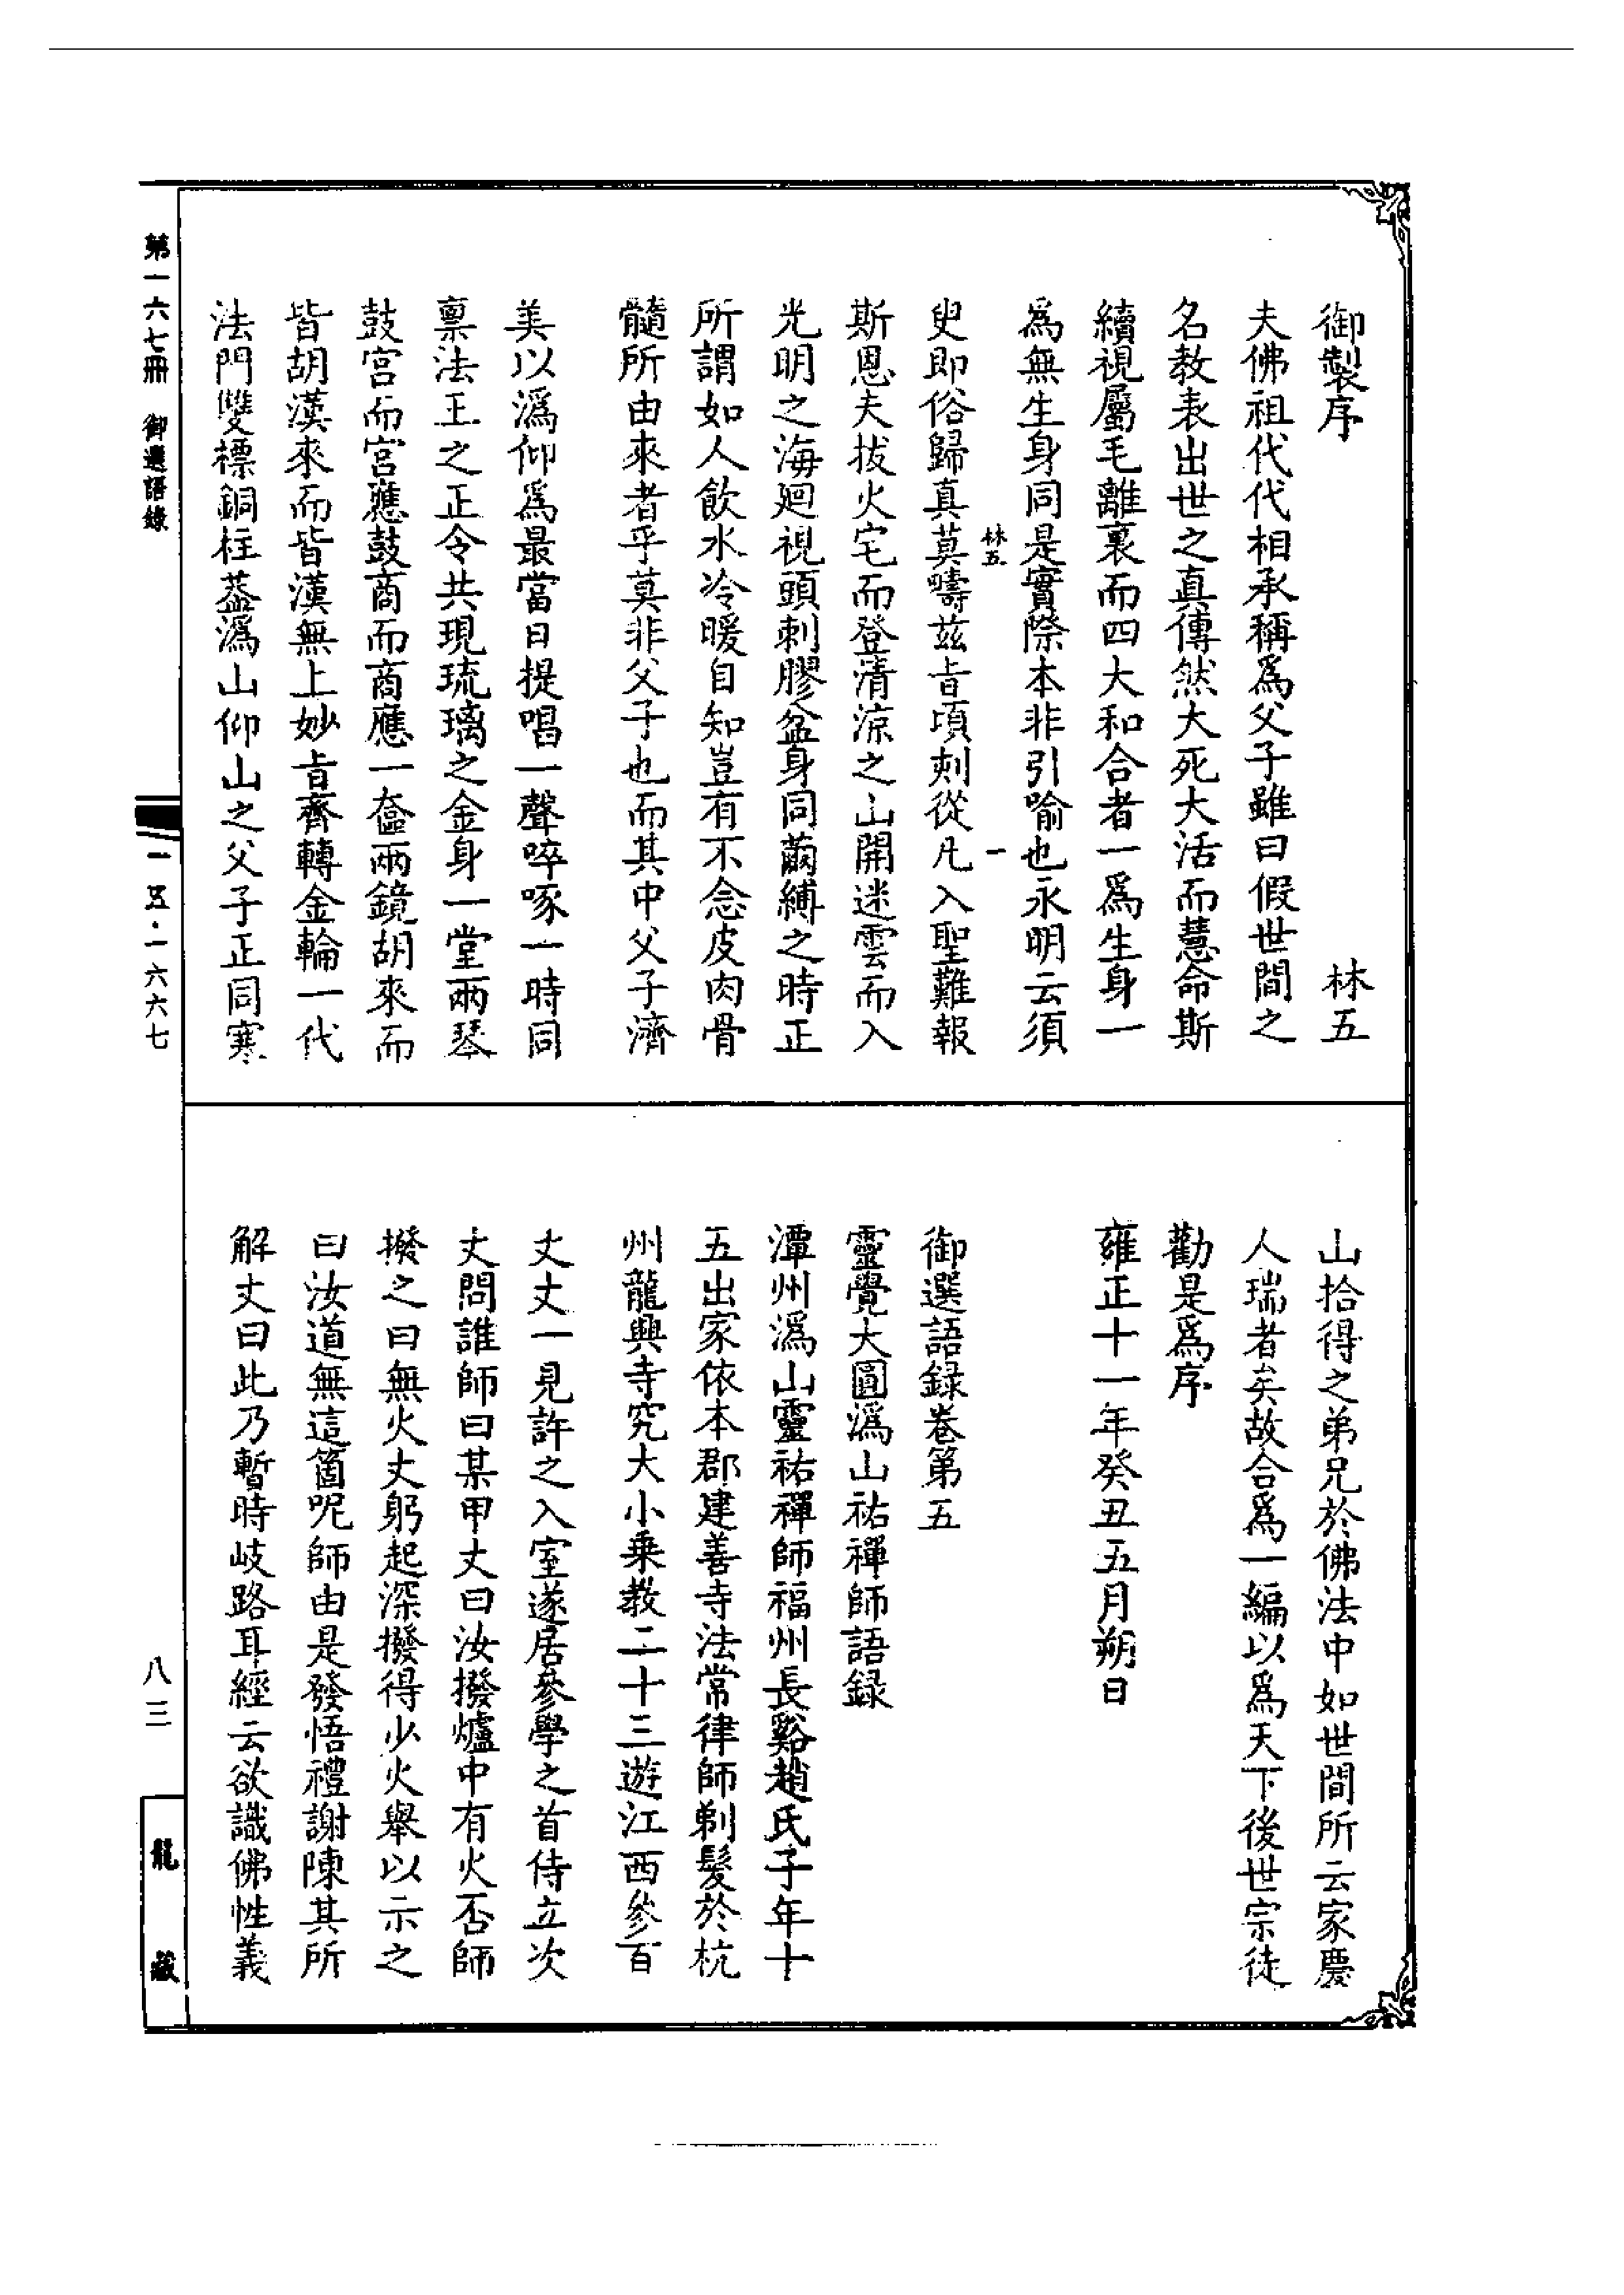 御製序　林五
夫佛祖代代相承稱爲父子雖曰假世間之
名教表出世之真傳然大死大活而慧命斯
續視屬毛離裏而四大和合者一爲生身一
爲無生身同是實際本非引喻也永明云須
林五　一
臾即俗歸真莫疇兹旨頃刻從凡入聖難報
斯恩夫拔火宅而登清涼之山開迷雲而入
光明之海廻視頭刺膠盆身同繭縛之時正
所謂如人飲水冷暖自知豈有不念皮肉骨
髓所由來者乎莫非父子也而其中父子濟
美以潙仰爲最當日提唱一聲啐啄一時同
禀法王之正令共現琉璃之金身一堂兩琴
鼓宫而宫應鼓商而商應一奩兩鏡胡來而
皆胡漢來而皆漢無上妙旨齊轉金輪一代
法門雙標銅柱葢潙山仰山之父子正同寒
山拾得之弟兄於佛法中如世間所云家慶
人瑞者矣故合爲一編以爲天下後世宗徒
勸是爲序
雍正十一年癸丑五月朔日
御選語録卷第五
靈覺大圓潙山祐禪師語録
潭州潙山靈祐禪師福州長谿趙氏子年十
五出家依本郡建善寺法常律師剃髮於杭
州龍興寺究大小乗教二十三遊江西參百
丈丈一見許之入室遂居參學之首侍立次
丈問誰師曰某甲丈曰汝撥爐中有火否師
撥之曰無火丈躬起深撥得少火舉以示之
曰汝道無這箇呢師由是發悟禮謝陳其所
解丈曰此乃暫時岐路耳經云欲識佛性義
第一六七冊　御選語錄
一五·一六六七
八三
龍藏